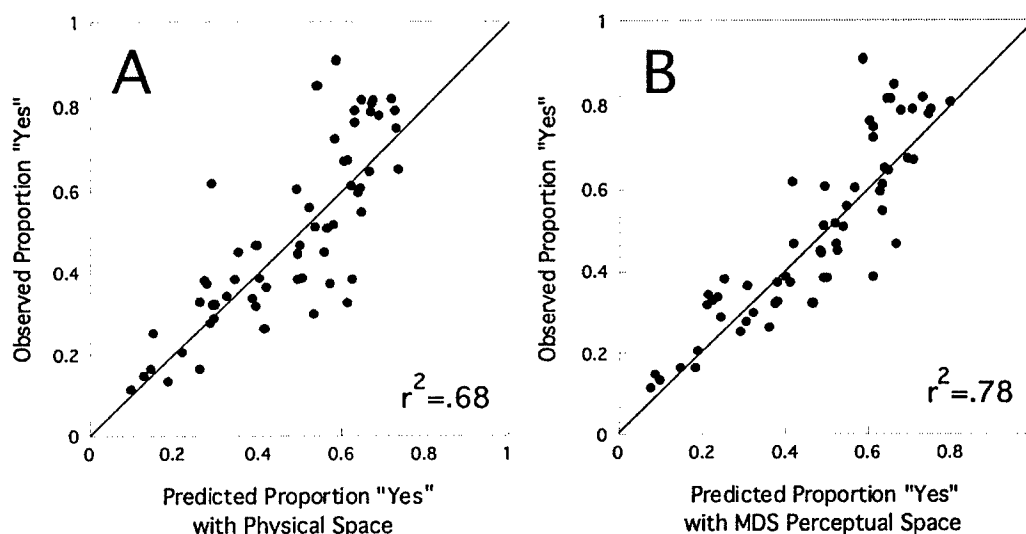 A
Observed Proportion "Yes"
1
0.8
0.6
0.4
0.2
0
r²=.68
0 0.2 0.4 0.6 0.8 1
Predicted Proportion "Yes"
with Physical Space
B
Observed Proportion "Yes"
1
0.8
0.6
0.4
0.2
0
r²=.78
0 0.2 0.4 0.6 0.8
Predicted Proportion "Yes"
with MDS Perceptual Space